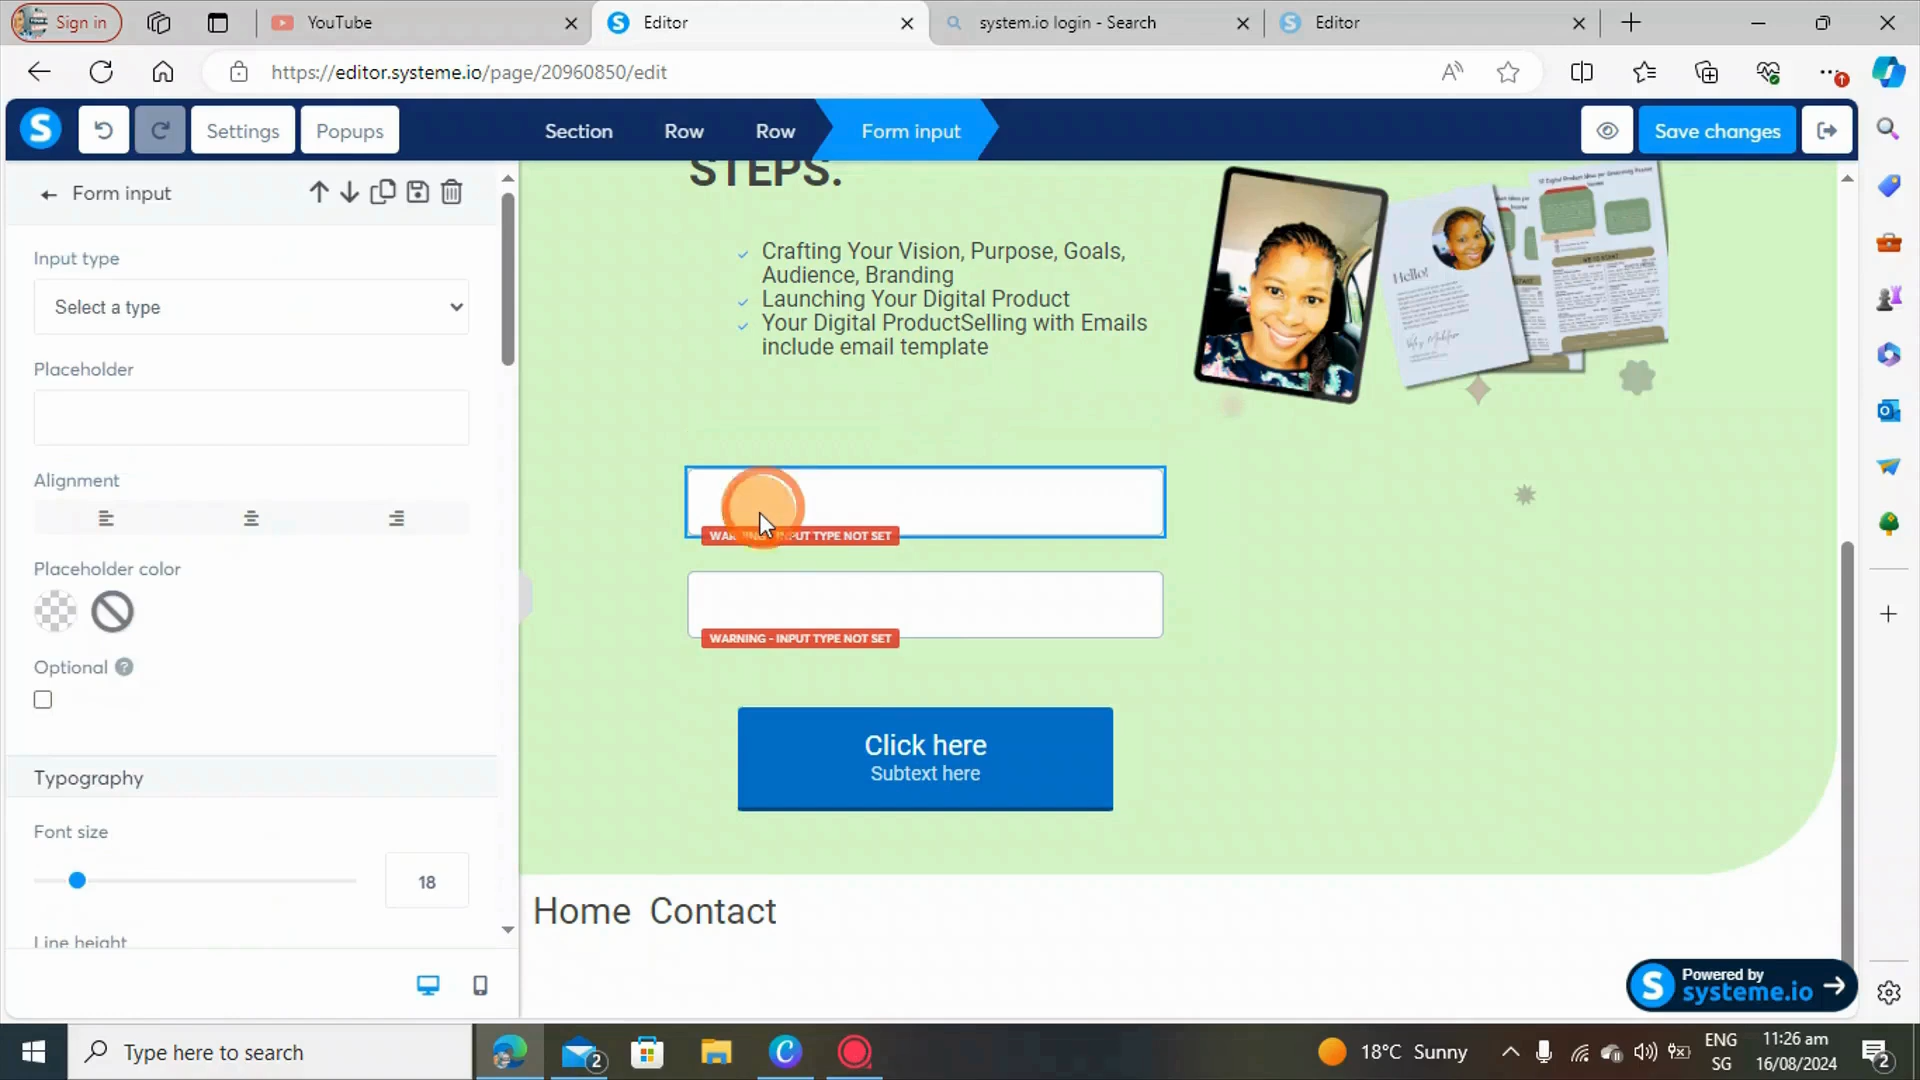 Sign in
YouTube
Editor
system.io login - Search
Editor
https://editor.systeme.io/page/20960850/edit
S
Settings
Popups
Section
Row
Row
Form input
Save changes
Form input
Input type
Select a type
Placeholder
Alignment
Placeholder color
Optional ?
Typography
Font size
18
Line height
STEPS.
Crafting Your Vision, Purpose, Goals,
Audience, Branding
Launching Your Digital Product
Your Digital ProductSelling with Emails
include email template
Hello!
WARNING - INPUT TYPE NOT SET
WARNING - INPUT TYPE NOT SET
Click here
Subtext here
Home Contact
Powered by
systeme.io
Type here to search
2
18°C Sunny
ENG
SG
11:26 am
16/08/2024
2